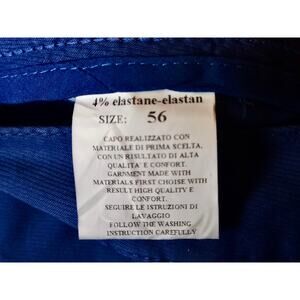 4% elastane-elastan
SIZE: 56
CAPO REALIZZATO CON
MATERIALE DI PRIMA SCELTA.
CON UN RISULTATO DI ALTA
QUALITA' E CONFORT.
GARNMENT MADE WITH
MATERIALS FIRST CHOISE WITH
RESULT HIGH QUALITY E
CONFORT.
SEGUIRE LE ISTRUZIONI DI
LAVAGGIO
FOLLOW THE WASHING
INSTRUCTION CAREFULLY